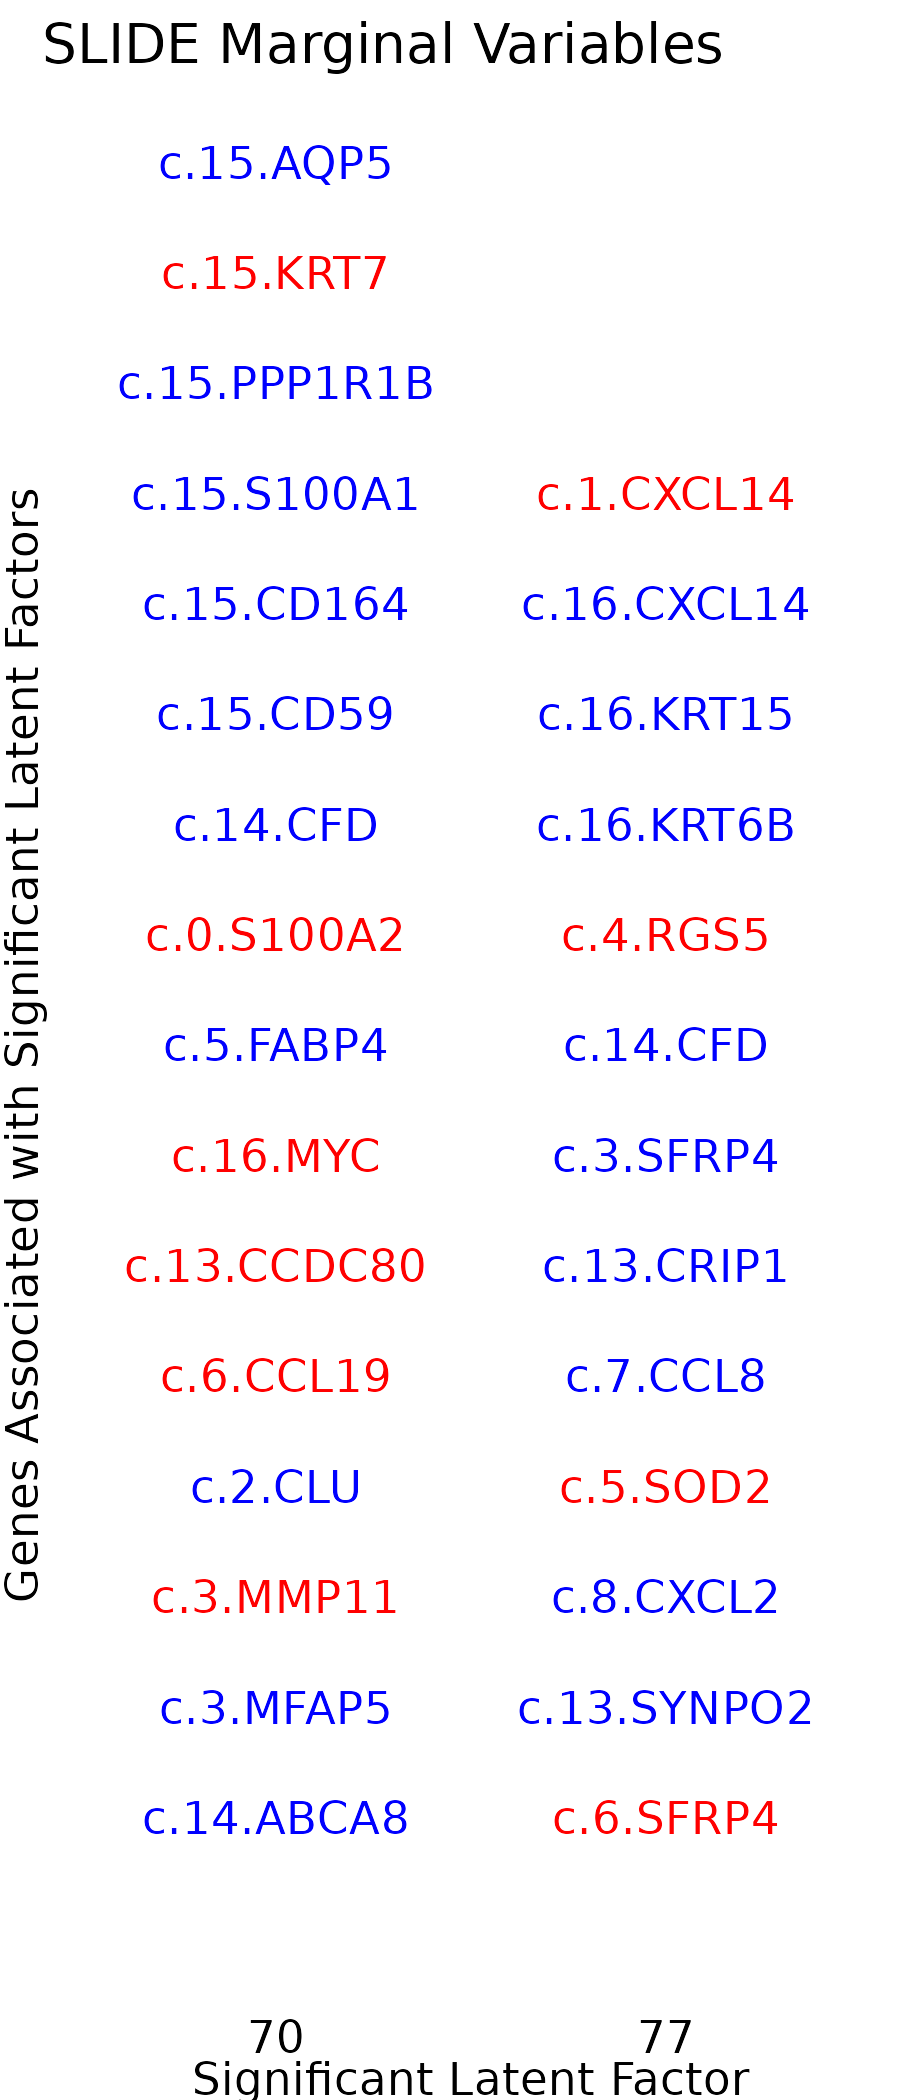 SLIDE Marginal Variables
Genes Associated with Significant Latent Factors
c.15.AQP5
c.15.KRT7
c.15.PPP1R1B
c.15.S100A1 c.1.CXCL14
c.15.CD164 c.16.CXCL14
c.15.CD59 c.16.KRT15
c.14.CFD c.16.KRT6B
c.0.S100A2 c.4.RGS5
c.5.FABP4 c.14.CFD
c.16.MYC c.3.SFRP4
c.13.CCDC80 c.13.CRIP1
c.6.CCL19 c.7.CCL8
c.2.CLU c.5.SOD2
c.3.MMP11 c.8.CXCL2
c.3.MFAP5 c.13.SYNPO2
c.14.ABCA8 c.6.SFRP4
70 77
Significant Latent Factor